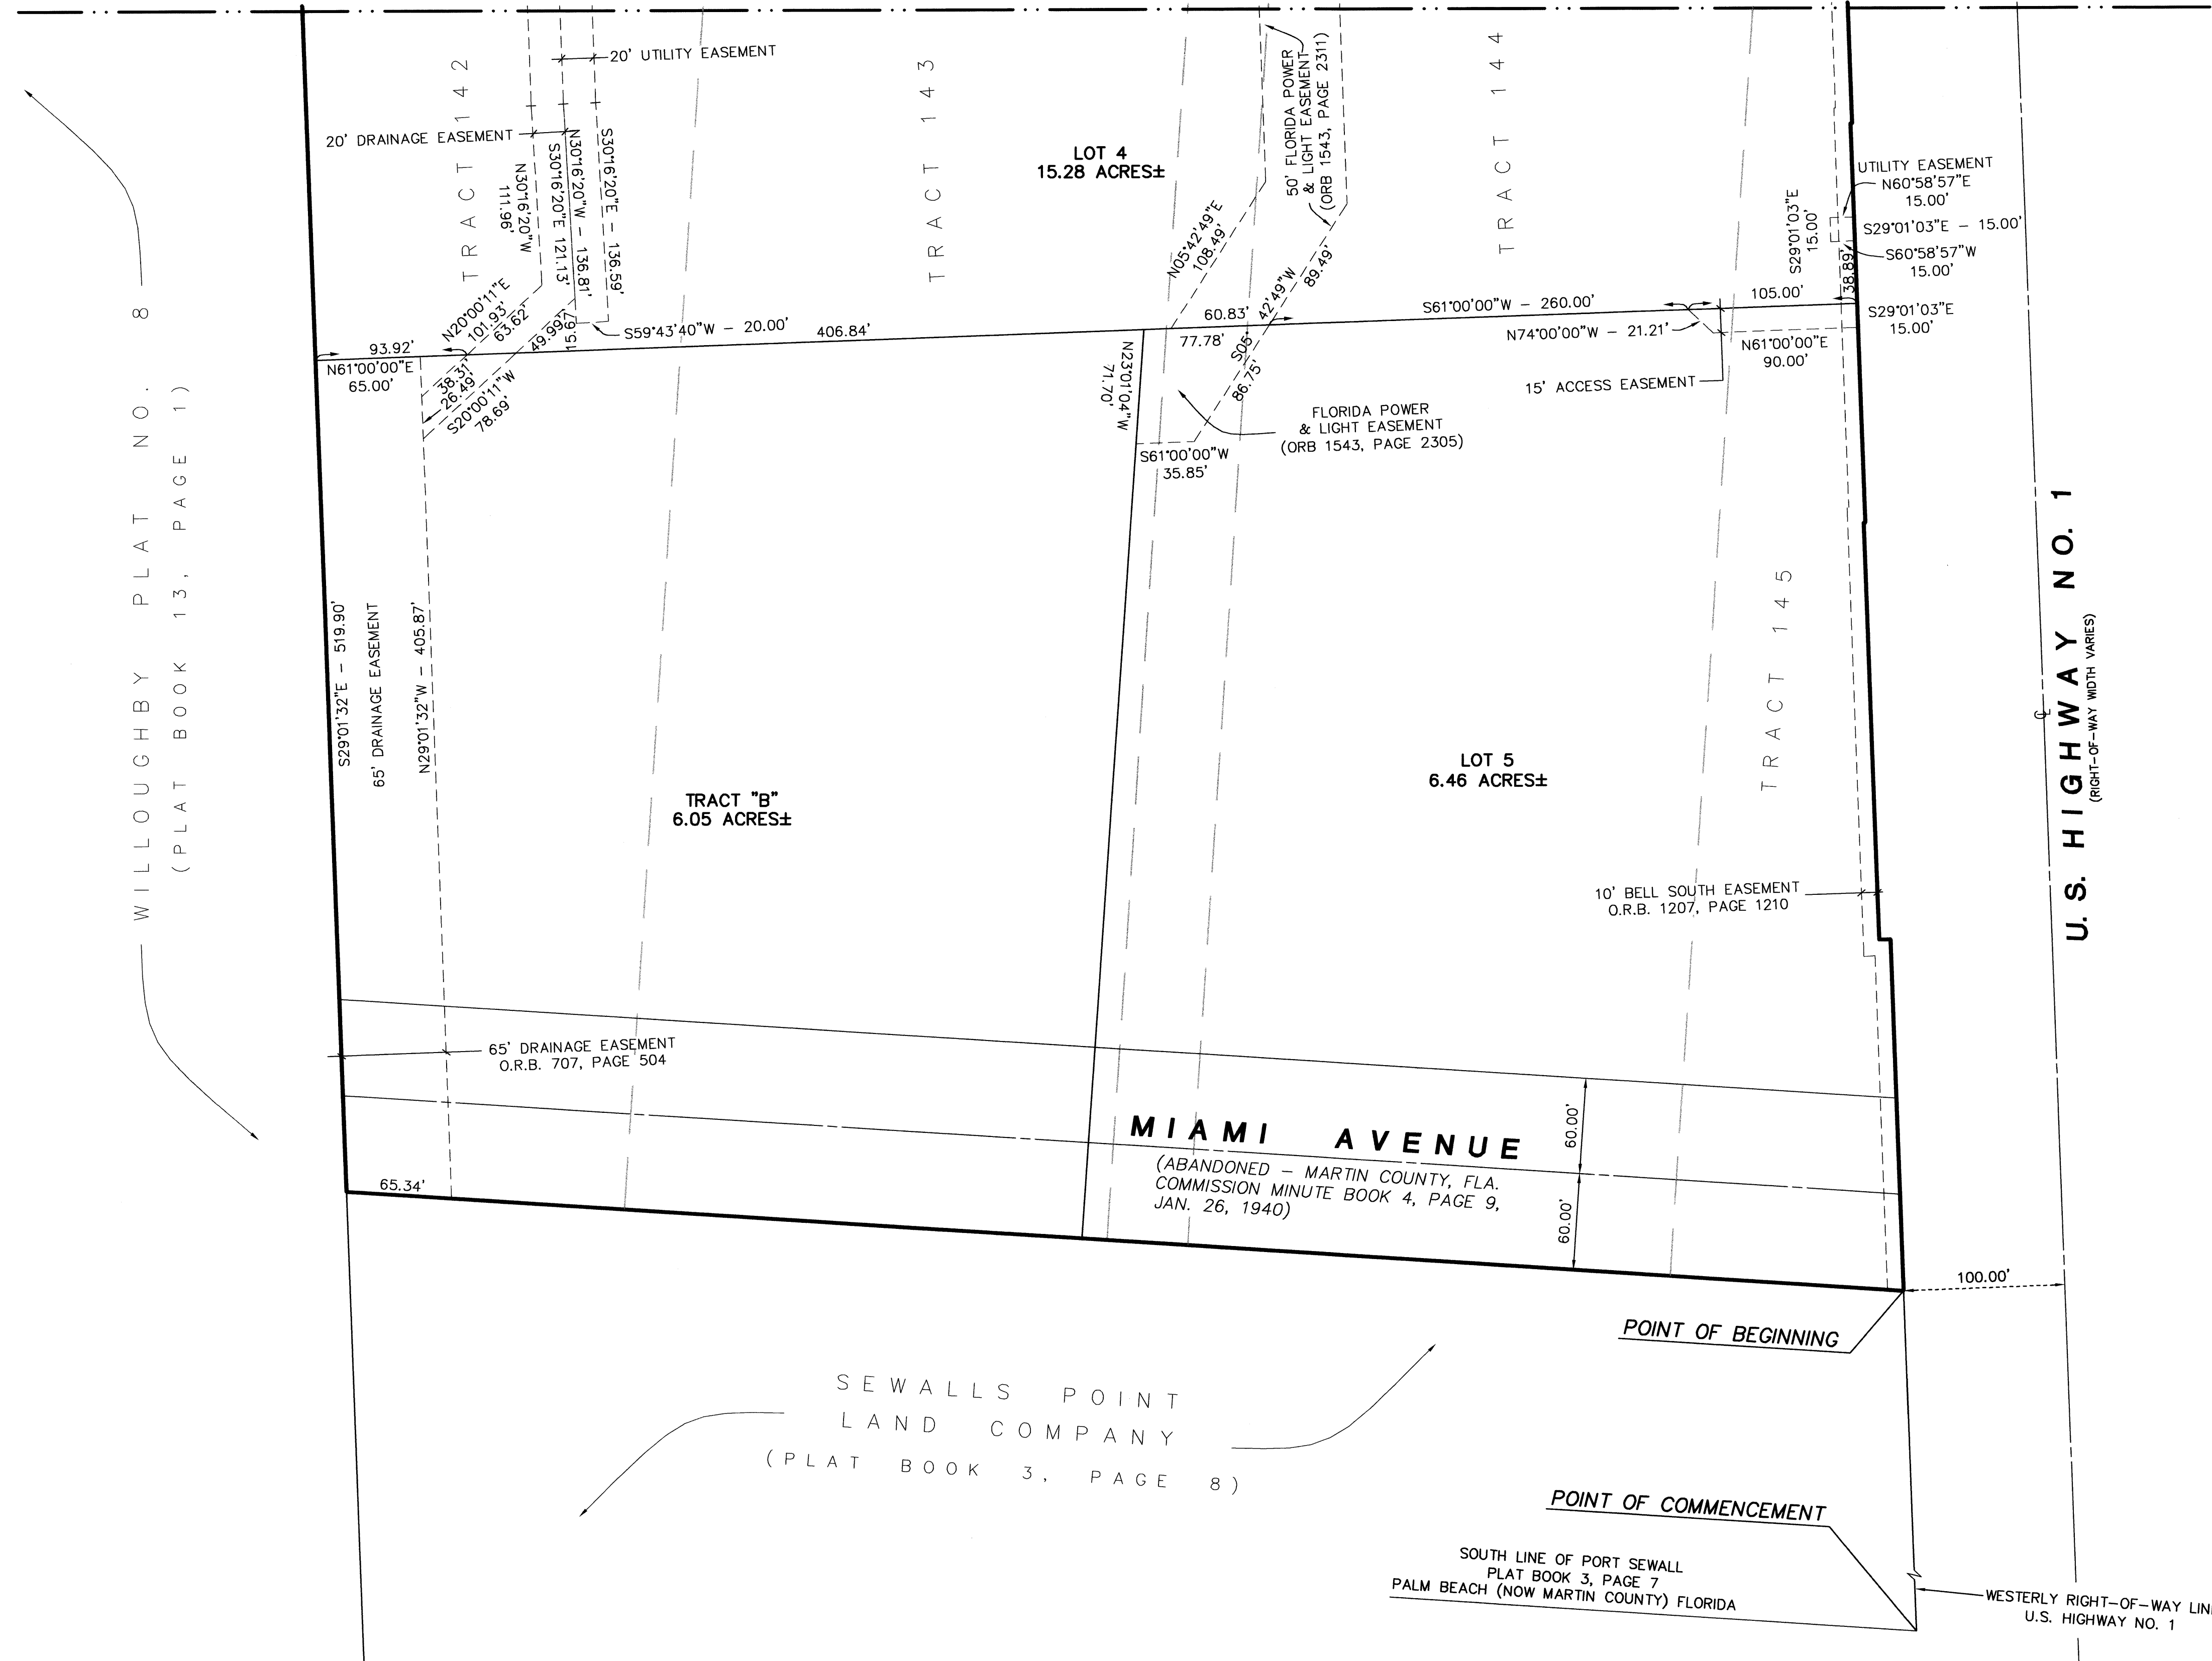 TRACT 142
20' UTILITY EASEMENT
20' DRAINAGE EASEMENT
N30°16'20"W
111.96'
S30°16'20"E 121.13'
N30°16'20"W - 136.81'
S30°16'20"E - 136.59'
TRACT 143
LOT 4
15.28 ACRES±
50' FLORIDA POWER
& LIGHT EASEMENT
(ORB 1543, PAGE 2311)
TRACT 144
N05°42'49"E
108.49'
89.49'
S05°42'49"W
86.75'
UTILITY EASEMENT
N60°58'57"E
15.00'
S29°01'03"E
15.00'
S29°01'03"E - 15.00'
S60°58'57"W
15.00'
38.89'
S29°01'03"E
15.00'
N20°00'11"E
101.93'
63.62'
49.99'
15.67'
S59°43'40"W - 20.00'
406.84'
60.83'
77.78'
S61°00'00"W - 260.00'
105.00'
N74°00'00"W - 21.21'
N61°00'00"E
90.00'
15' ACCESS EASEMENT
93.92'
N61°00'00"E
65.00'
38.31'
26.49'
S20°00'11"W
78.69'
N23°01'04"W
71.70'
FLORIDA POWER
& LIGHT EASEMENT
(ORB 1543, PAGE 2305)
S61°00'00"W
35.85'
WILLOUGHBY PLAT NO. 8
(PLAT BOOK 13, PAGE 1)
S29°01'32"E - 519.90'
65' DRAINAGE EASEMENT
N29°01'32"W - 405.87'
TRACT "B"
6.05 ACRES±
LOT 5
6.46 ACRES±
TRACT 145
U.S. HIGHWAY NO. 1
(RIGHT-OF-WAY WIDTH VARIES)
℄
10' BELL SOUTH EASEMENT
O.R.B. 1207, PAGE 1210
65' DRAINAGE EASEMENT
O.R.B. 707, PAGE 504
MIAMI AVENUE
(ABANDONED - MARTIN COUNTY, FLA.
COMMISSION MINUTE BOOK 4, PAGE 9,
JAN. 26, 1940)
60.00'
60.00'
65.34'
100.00'
POINT OF BEGINNING
SEWALLS POINT
LAND COMPANY
(PLAT BOOK 3, PAGE 8)
POINT OF COMMENCEMENT
SOUTH LINE OF PORT SEWALL
PLAT BOOK 3, PAGE 7
PALM BEACH (NOW MARTIN COUNTY) FLORIDA
WESTERLY RIGHT-OF-WAY LIN
U.S. HIGHWAY NO. 1